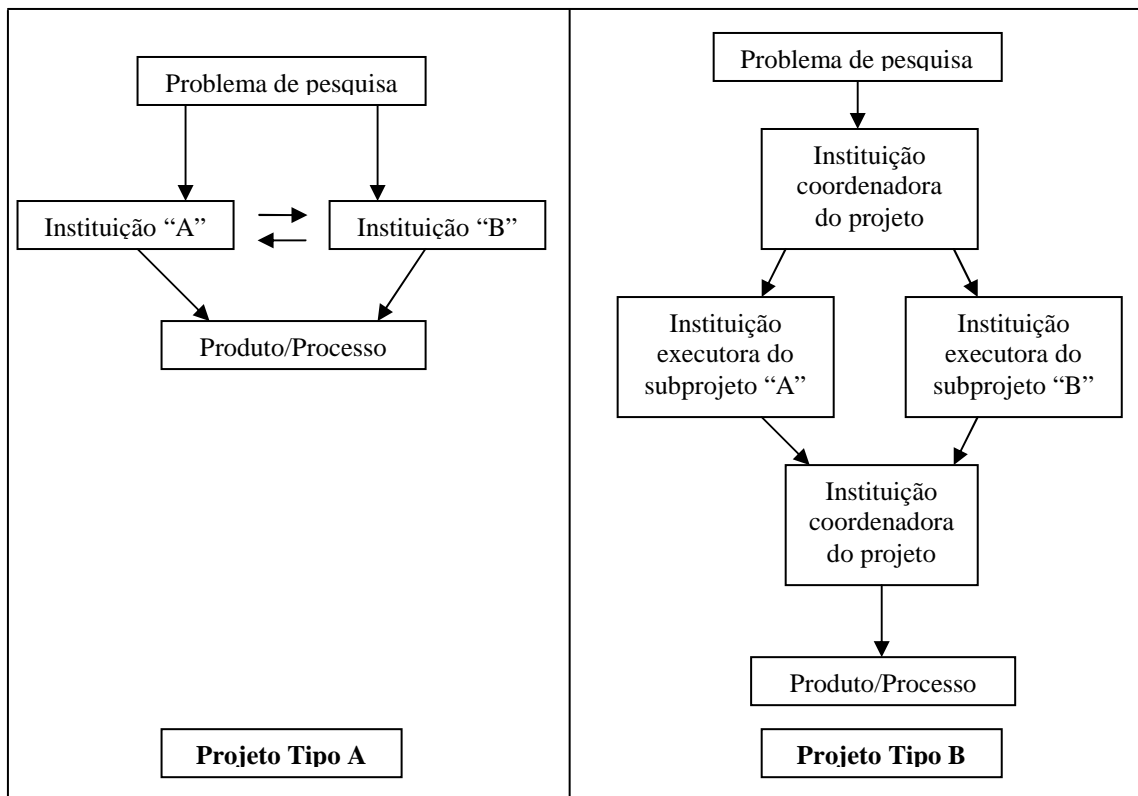 Problema de pesquisa
Instituição “A”
Instituição “B”
Produto/Processo
Projeto Tipo A
Problema de pesquisa
Instituição
coordenadora
do projeto
Instituição
executora do
subprojeto “A”
Instituição
executora do
subprojeto “B”
Instituição
coordenadora
do projeto
Produto/Processo
Projeto Tipo B